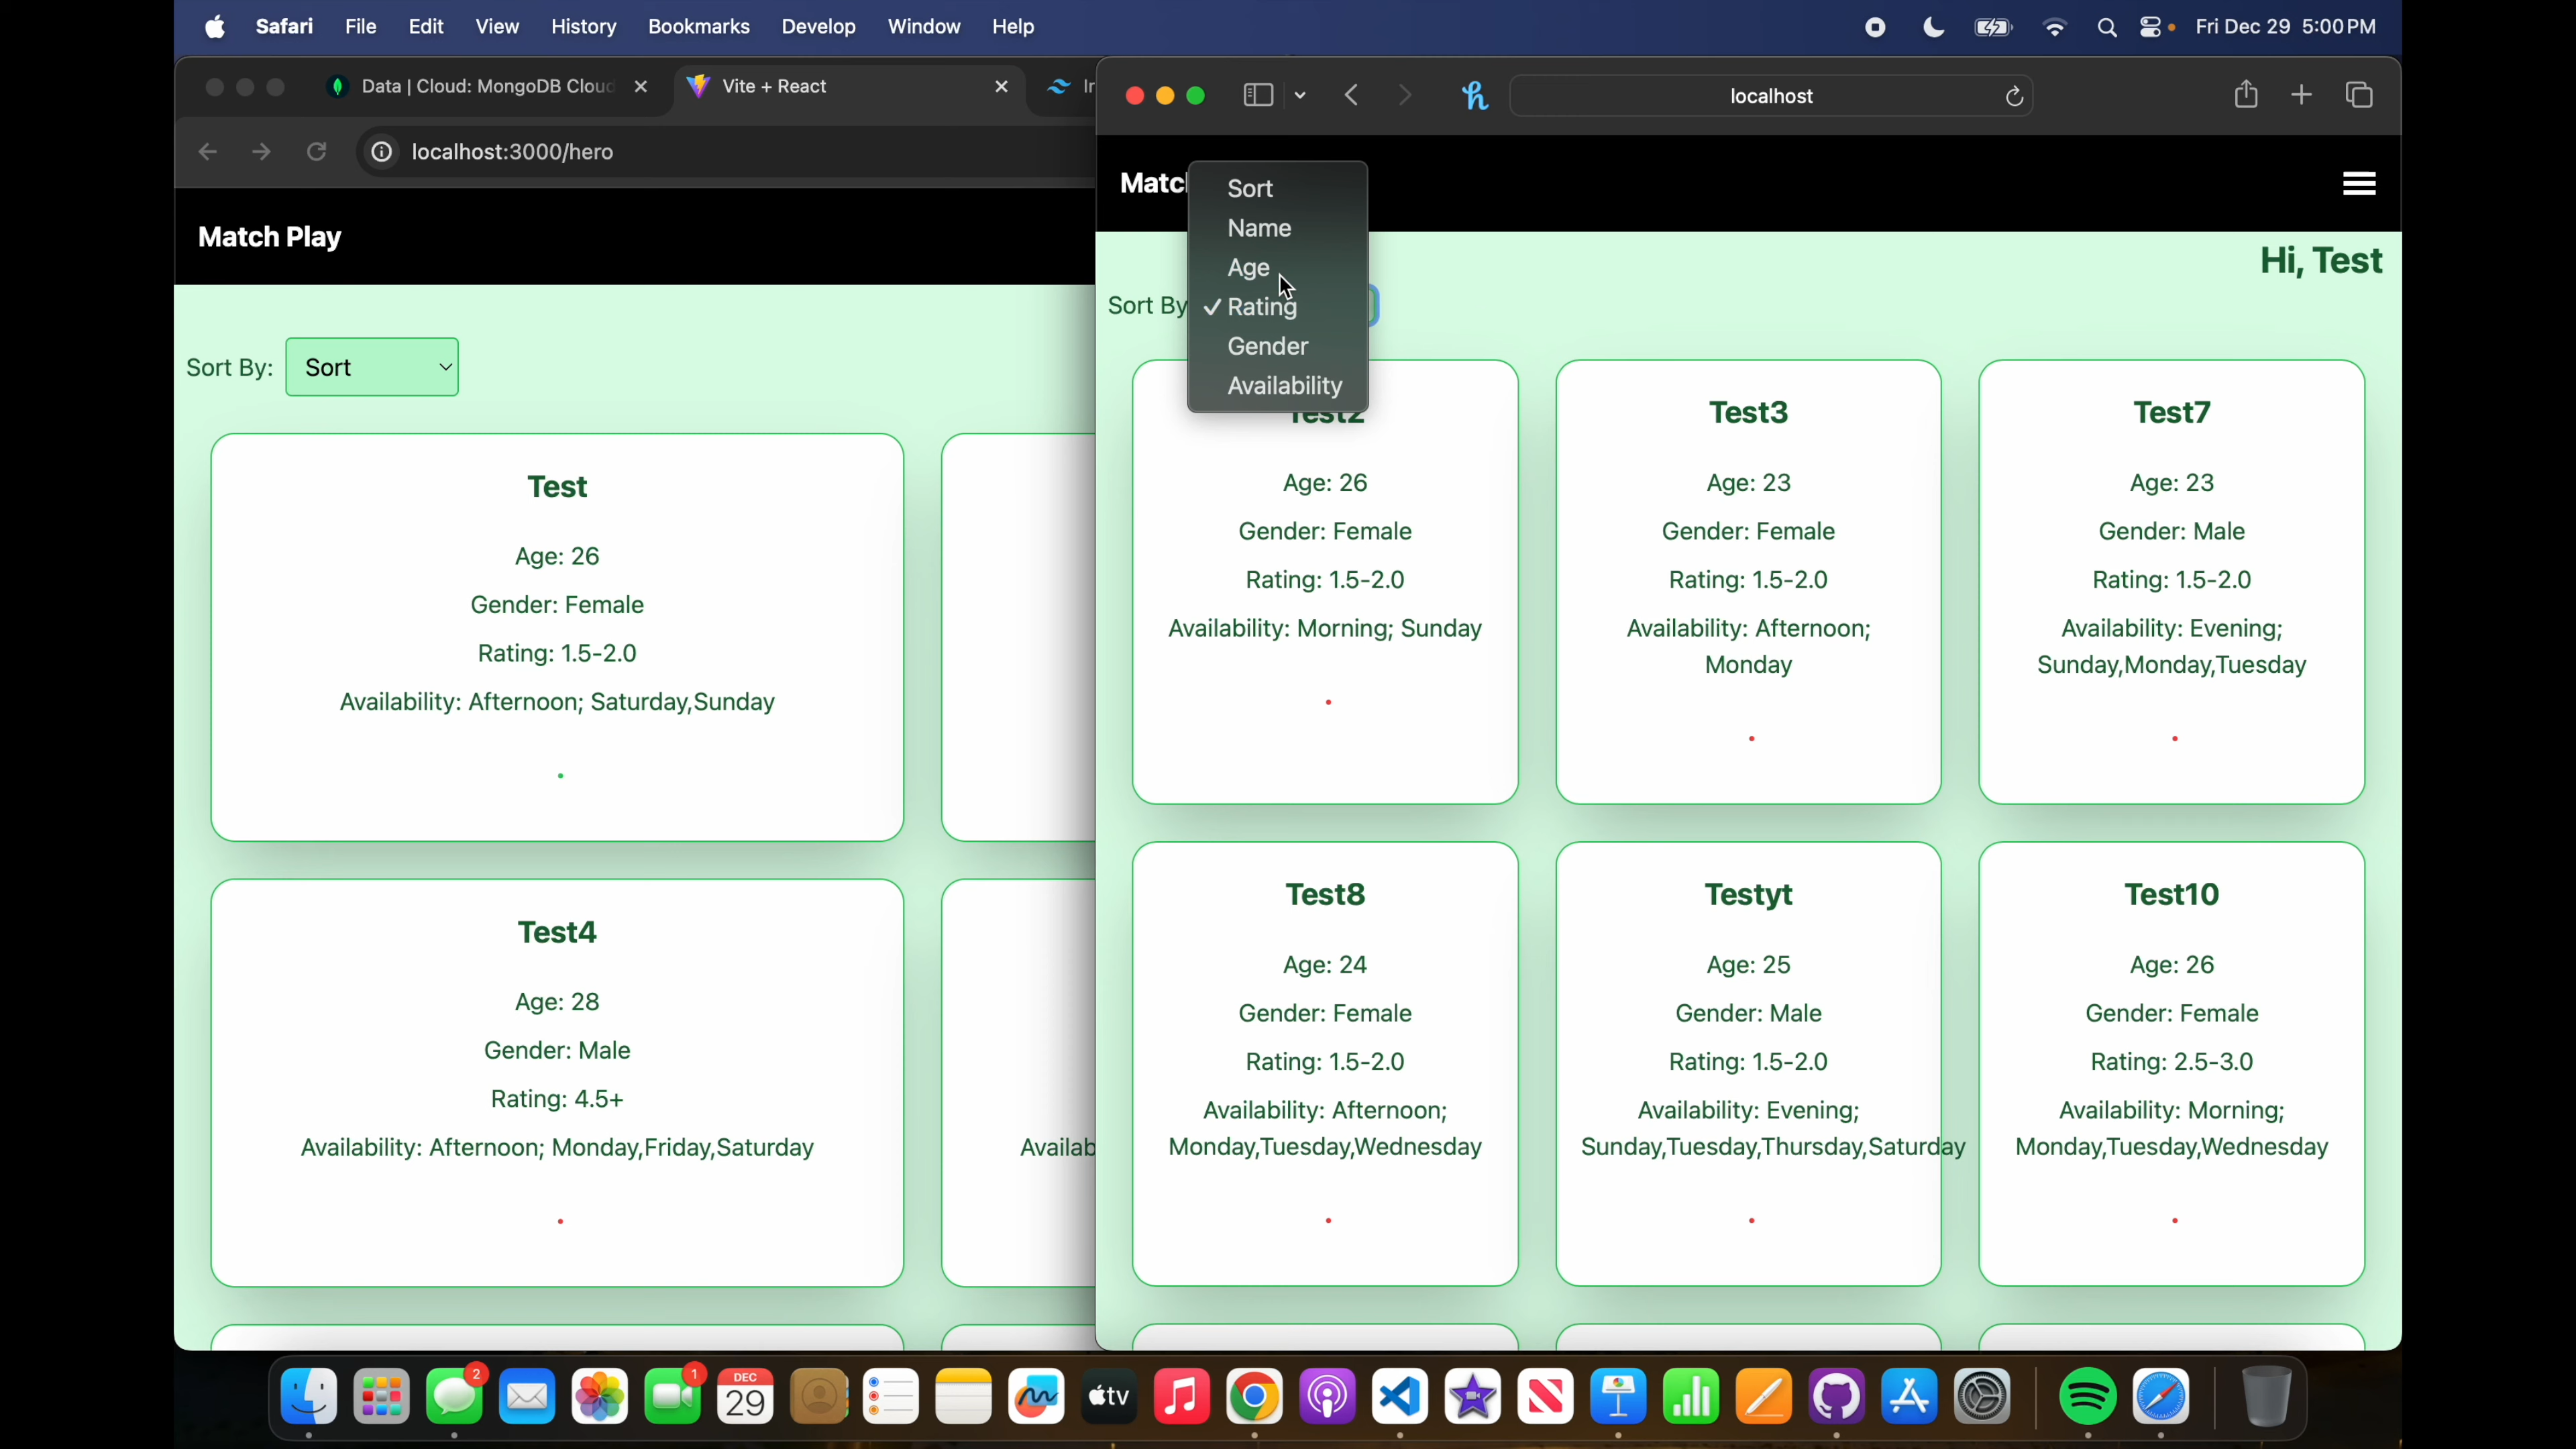 Safari File Edit View History Bookmarks Develop Window Help
Fri Dec 29 5:00 PM
Data | Cloud: MongoDB Cloud
Vite + React
localhost:3000/hero
Match Play
Sort By:
Sort
Test
Age: 26
Gender: Female
Rating: 1.5-2.0
Availability: Afternoon; Saturday,Sunday
Test4
Age: 28
Gender: Male
Rating: 4.5+
Availability: Afternoon; Monday,Friday,Saturday
localhost
Hi, Test
Sort By
Sort
Name
Age
✓ Rating
Gender
Availability
Test2
Age: 26
Gender: Female
Rating: 1.5-2.0
Availability: Morning; Sunday
Test3
Age: 23
Gender: Female
Rating: 1.5-2.0
Availability: Afternoon;
Monday
Test7
Age: 23
Gender: Male
Rating: 1.5-2.0
Availability: Evening;
Sunday,Monday,Tuesday
Test8
Age: 24
Gender: Female
Rating: 1.5-2.0
Availability: Afternoon;
Monday,Tuesday,Wednesday
Testyt
Age: 25
Gender: Male
Rating: 1.5-2.0
Availability: Evening;
Sunday,Tuesday,Thursday,Saturday
Test10
Age: 26
Gender: Female
Rating: 2.5-3.0
Availability: Morning;
Monday,Tuesday,Wednesday
2
1
DEC
29
tv